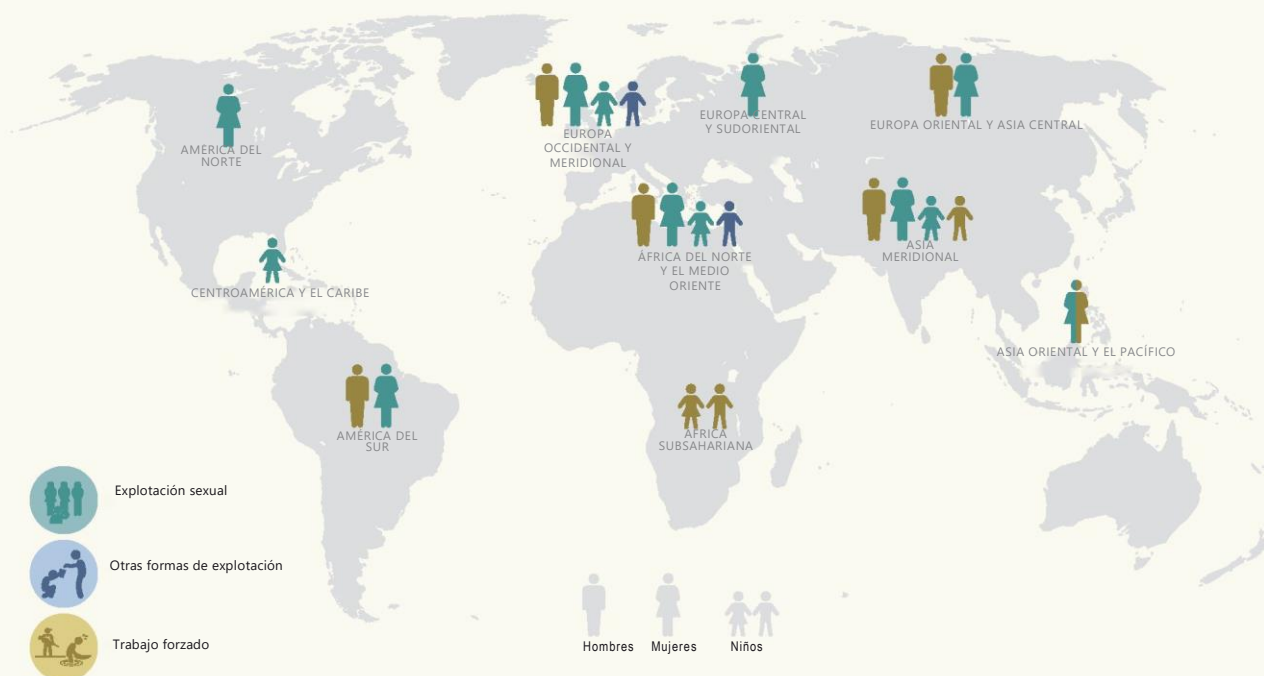 AMÉRICA DEL
NORTE
EUROPA
OCCIDENTAL Y
MERIDIONAL
EUROPA CENTRAL
Y SUDORIENTAL
EUROPA ORIENTAL Y ASIA CENTRAL
CENTROAMÉRICA Y EL CARIBE
ÁFRICA DEL NORTE
Y EL MEDIO
ORIENTE
ASIA
MERIDIONAL
ASIA ORIENTAL Y EL PACÍFICO
AMÉRICA DEL
SUR
ÁFRICA
SUBSAHARIANA
Explotación sexual
Otras formas de explotación
Trabajo forzado
Hombres Mujeres Niños